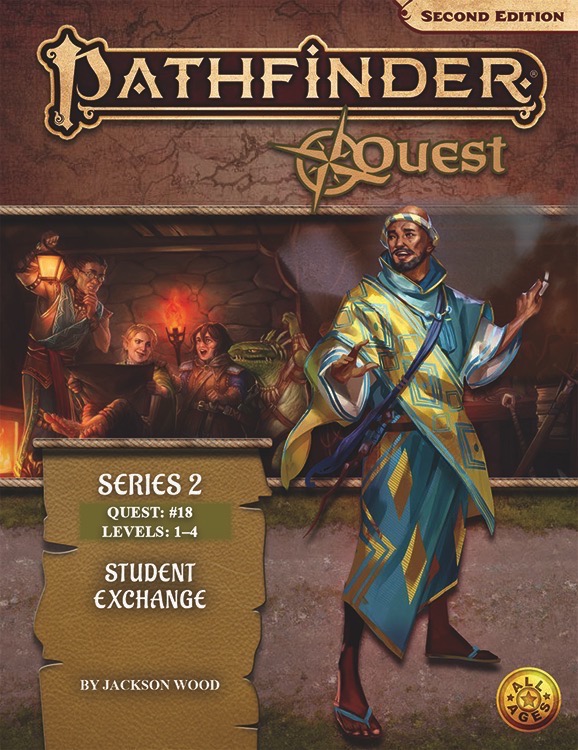 SECOND EDITION
PATHFINDER®
QUEST
SERIES 2
QUEST: #18
LEVELS: 1–4
STUDENT
EXCHANGE
BY JACKSON WOOD
ALL
AGES